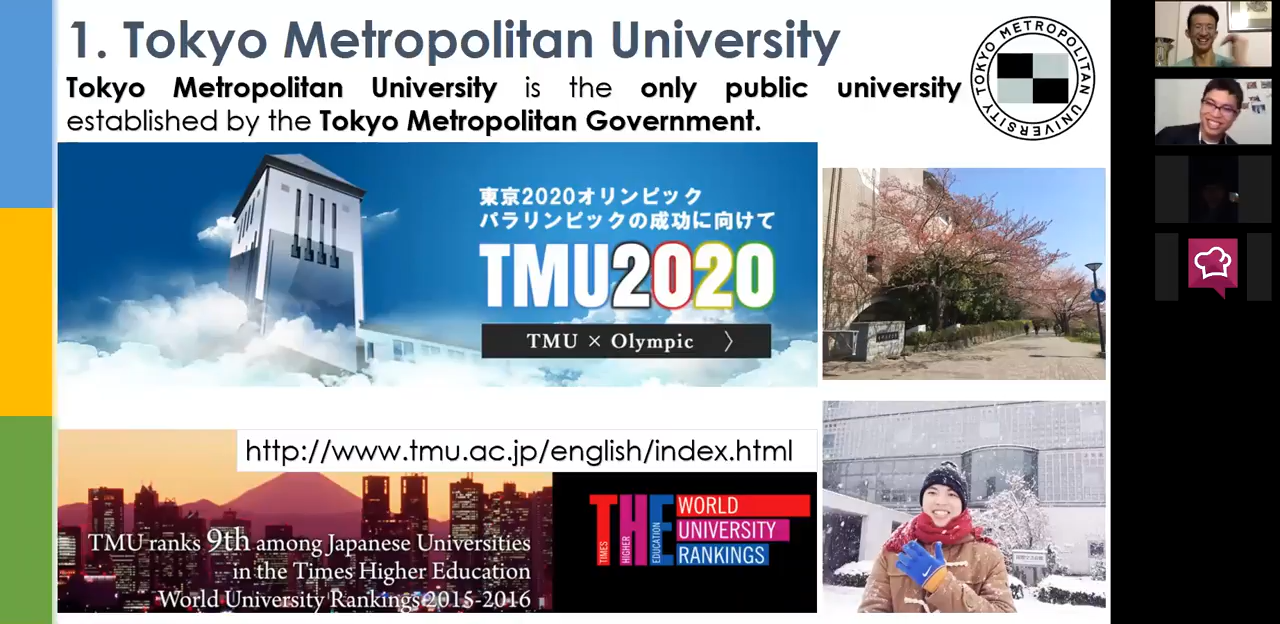 1. Tokyo Metropolitan University
Tokyo Metropolitan University is the only public university
established by the Tokyo Metropolitan Government.
TOKYO METROPOLITAN UNIVERSITY
東京2020オリンピック
パラリンピックの成功に向けて
TMU2020
TMU × Olympic 〉
http://www.tmu.ac.jp/english/index.html
TMU ranks 9th among Japanese Universities
in the Times Higher Education
World University Rankings 2015-2016
THE
TIMES
HIGHER
EDUCATION
WORLD
UNIVERSITY
RANKINGS